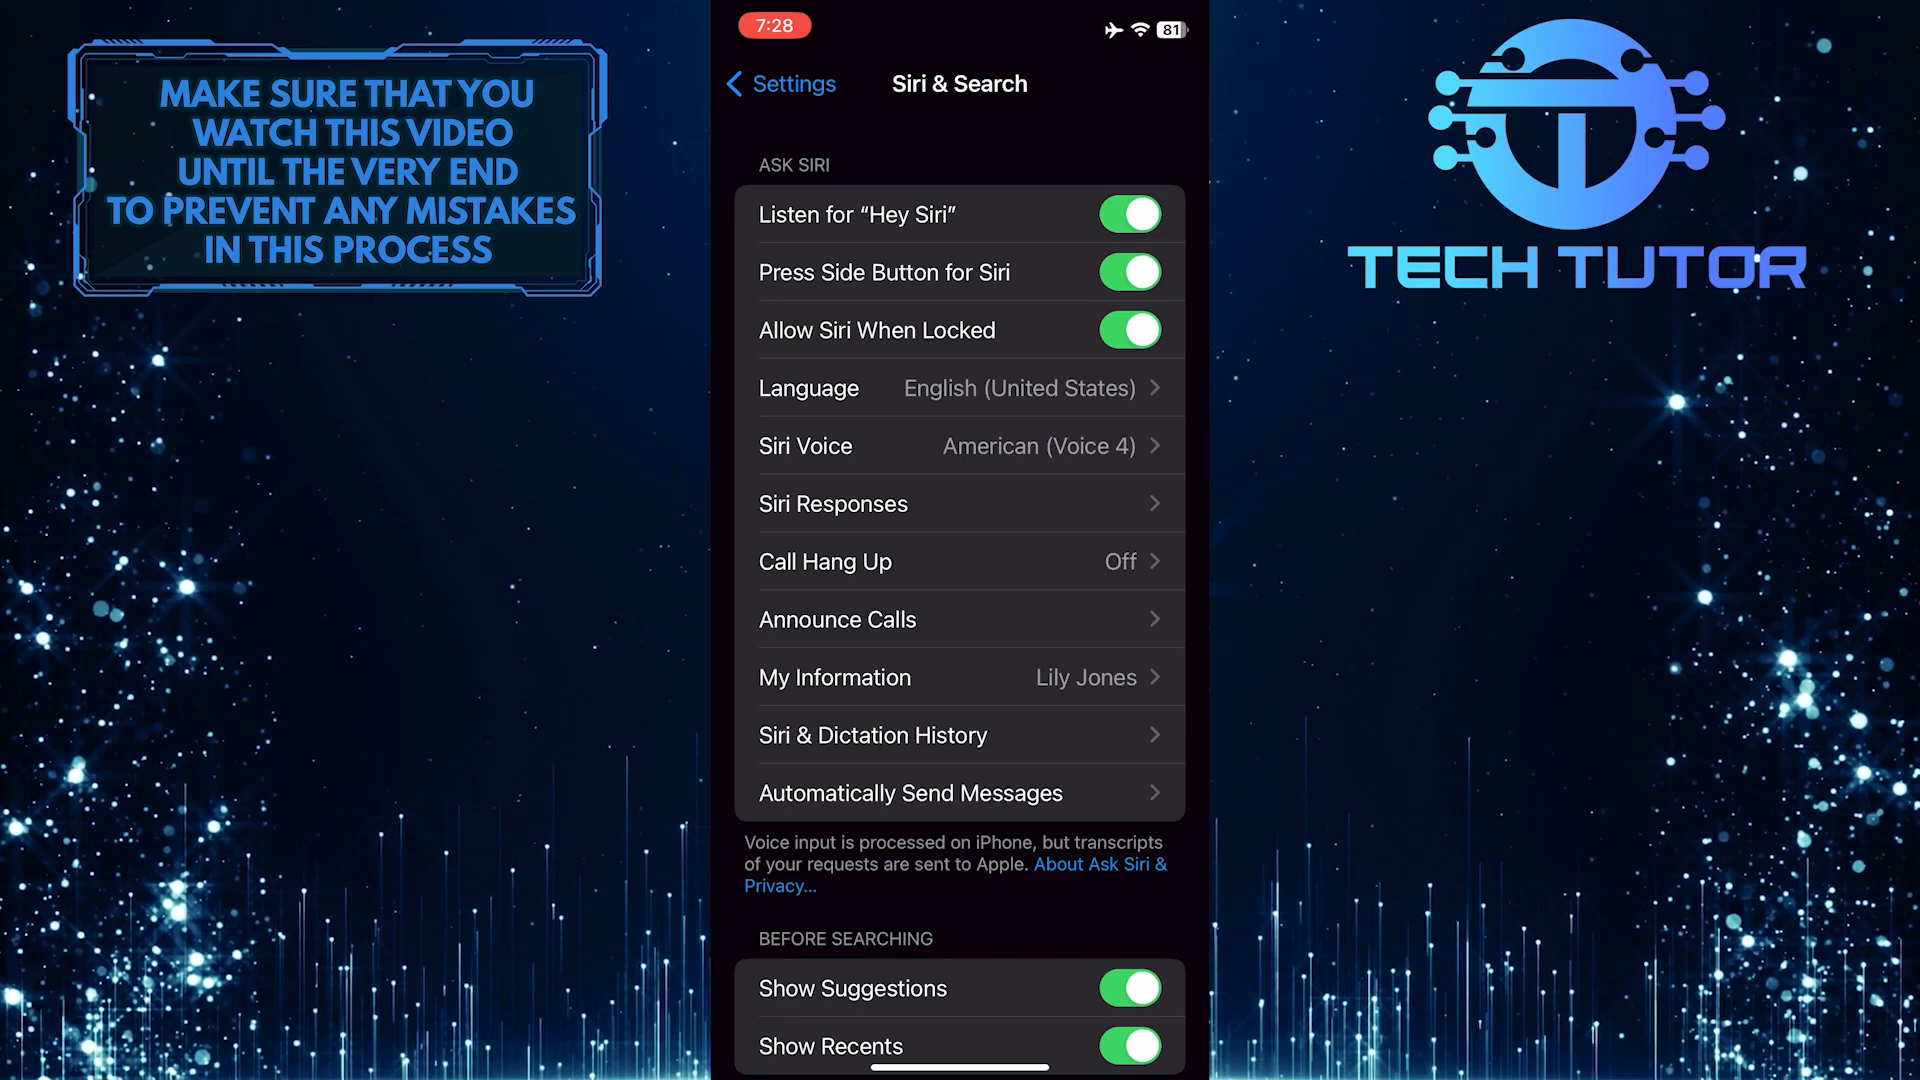 MAKE SURE THAT YOU
WATCH THIS VIDEO
UNTIL THE VERY END
TO PREVENT ANY MISTAKES
IN THIS PROCESS
7:28
81
Settings
Siri & Search
ASK SIRI
Listen for “Hey Siri”
Press Side Button for Siri
Allow Siri When Locked
Language English (United States)
Siri Voice American (Voice 4)
Siri Responses
Call Hang Up Off
Announce Calls
My Information Lily Jones
Siri & Dictation History
Automatically Send Messages
Voice input is processed on iPhone, but transcripts
of your requests are sent to Apple. About Ask Siri &
Privacy...
BEFORE SEARCHING
Show Suggestions
Show Recents
TECH TUTOR